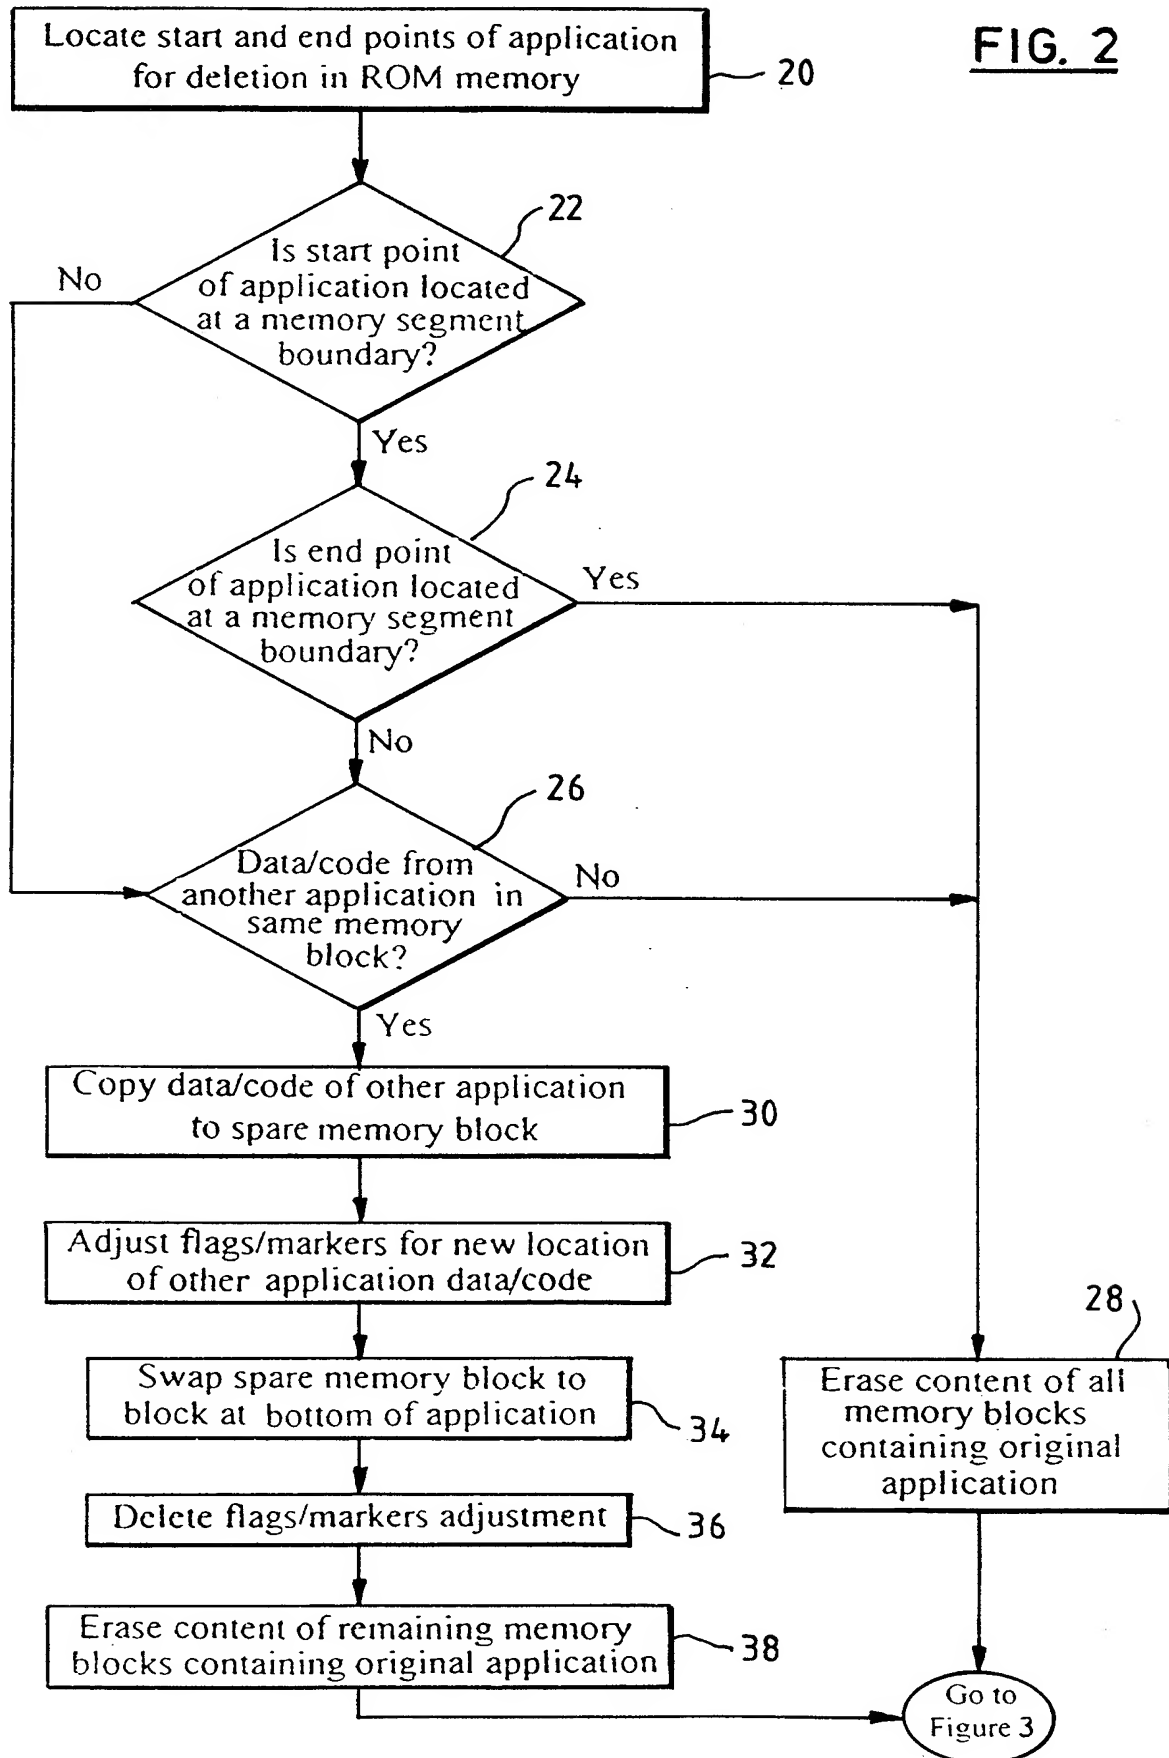 FIG. 2
Locate start and end points of application
for deletion in ROM memory
20
22
Is start point
of application located
at a memory segment
boundary?
No
Yes
24
Is end point
of application located
at a memory segment
boundary?
Yes
No
26
Data/code from
another application in
same memory
block?
No
Yes
Copy data/code of other application
to spare memory block
30
Adjust flags/markers for new location
of other application data/code
32
Swap spare memory block to
block at bottom of application
34
Delete flags/markers adjustment
36
Erase content of remaining memory
blocks containing original application
38
28
Erase content of all
memory blocks
containing original
application
Go to
Figure 3